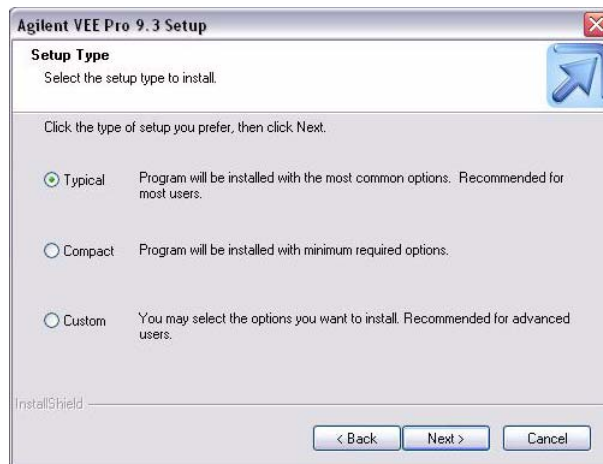 Agilent VEE Pro 9.3 Setup
Setup Type
Select the setup type to install.
Click the type of setup you prefer, then click Next.
Typical Program will be installed with the most common options. Recommended for
most users.
Compact Program will be installed with minimum required options.
Custom You may select the options you want to install. Recommended for advanced
users.
InstallShield
< Back Next > Cancel